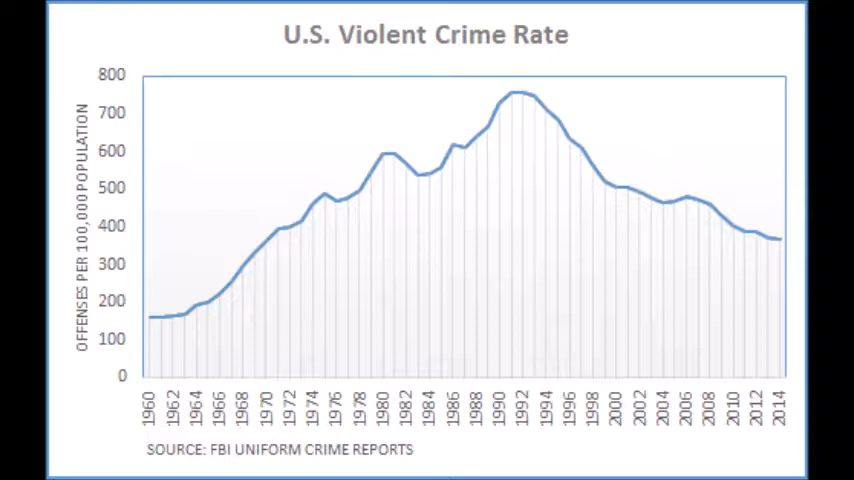 U.S. Violent Crime Rate
OFFENSES PER 100,000 POPULATION
800
700
600
500
400
300
200
100
0
1960 1962 1964 1966 1968 1970 1972 1974 1976 1978 1980 1982 1984 1986 1988 1990 1992 1994 1996 1998 2000 2002 2004 2006 2008 2010 2012 2014
SOURCE: FBI UNIFORM CRIME REPORTS